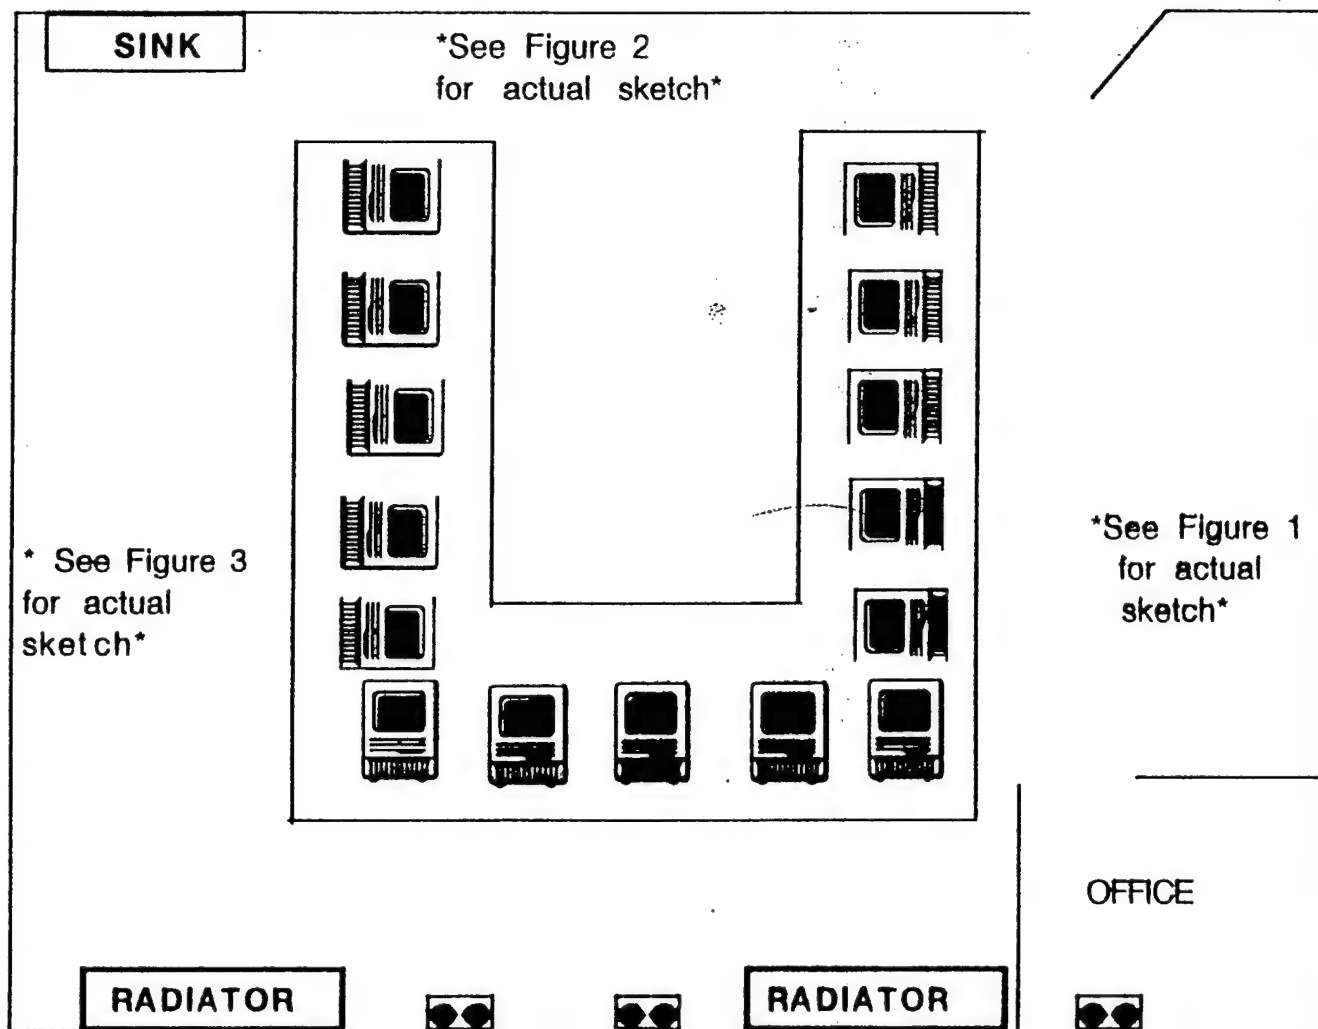 SINK
*See Figure 2
for actual sketch*
* See Figure 3
for actual
sketch*
*See Figure 1
for actual
sketch*
OFFICE
RADIATOR
RADIATOR